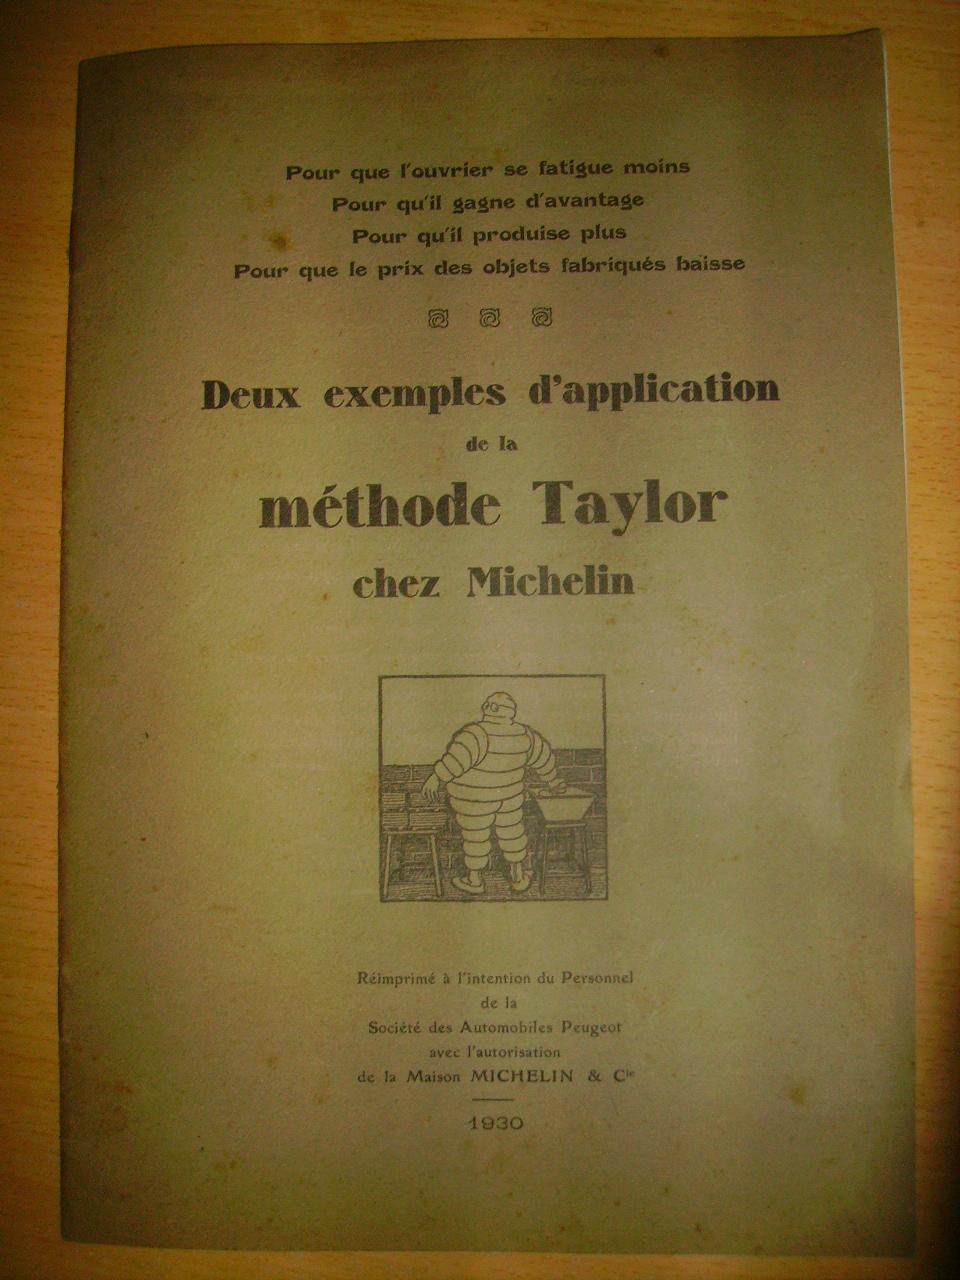 Pour que l'ouvrier se fatigue moins
Pour qu'il gagne d'avantage
Pour qu'il produise plus
Pour que le prix des objets fabriqués baisse
Deux exemples d'application
de la
méthode Taylor
chez Michelin
Réimprimé à l'intention du Personnel
de la
Société des Automobiles Peugeot
avec l'autorisation
de la Maison MICHELIN & Cie
1930